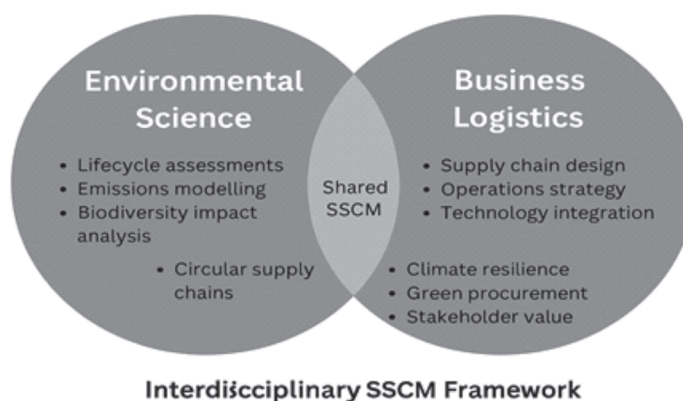 Environmental
Science
• Lifecycle assessments
• Emissions modelling
• Biodiversity impact
analysis
• Circular supply
chains
Shared
SSCM
Business
Logistics
• Supply chain design
• Operations strategy
• Technology integration
• Climate resilience
• Green procurement
• Stakeholder value
Interdisicciplinary SSCM Framework